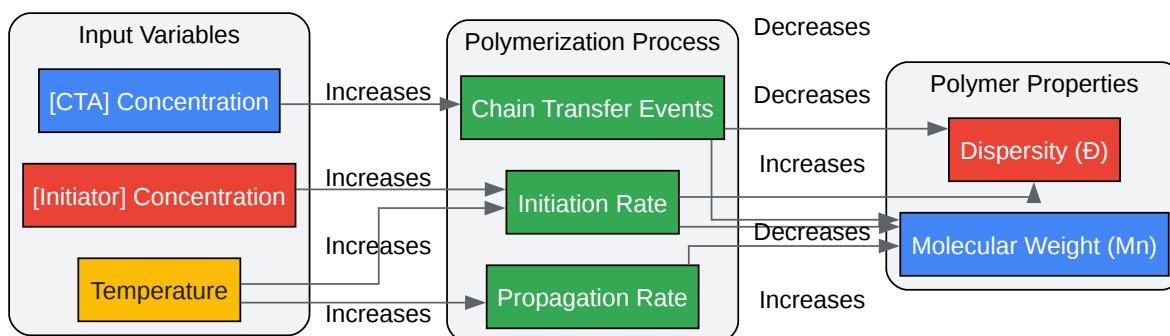 Input Variables
[CTA] Concentration
[Initiator] Concentration
Temperature
Increases
Increases
Increases
Increases
Polymerization Process
Chain Transfer Events
Initiation Rate
Propagation Rate
Decreases
Decreases
Increases
Decreases
Increases
Polymer Properties
Dispersity (Đ)
Molecular Weight (Mn)